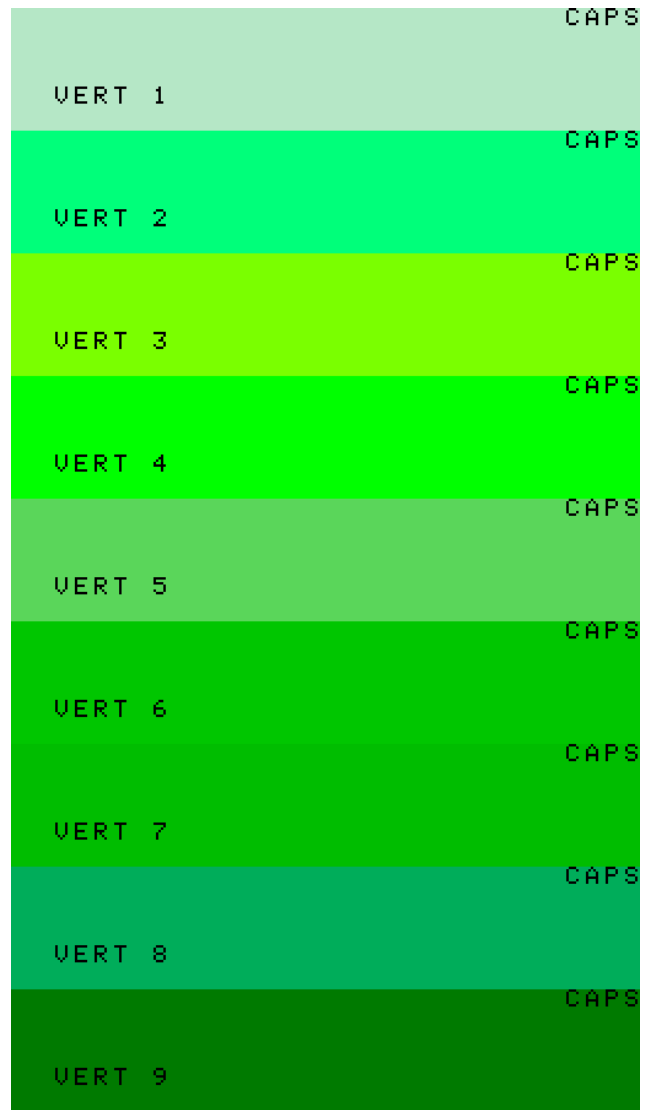 CAPS
VERT 1
CAPS
VERT 2
CAPS
VERT 3
CAPS
VERT 4
CAPS
VERT 5
CAPS
VERT 6
CAPS
VERT 7
CAPS
VERT 8
CAPS
VERT 9